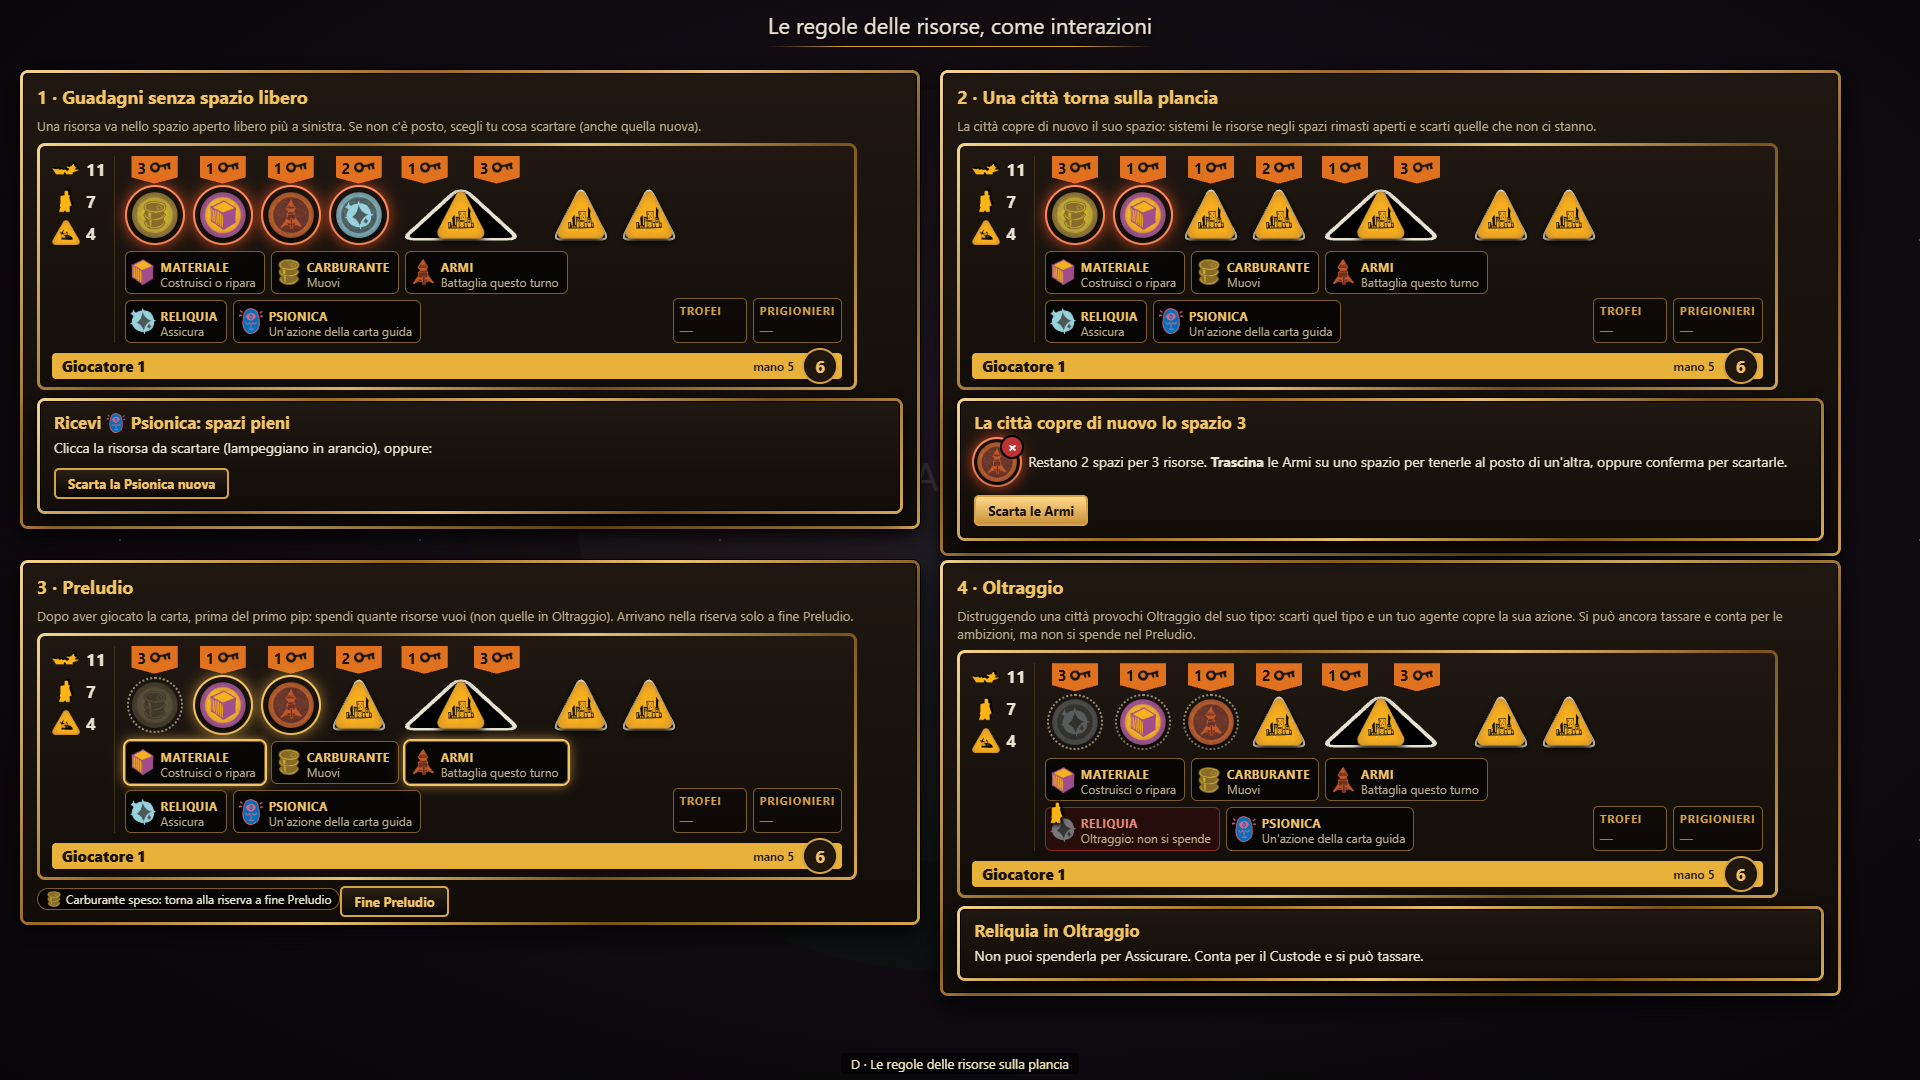 Le regole delle risorse, come interazioni
1 · Guadagni senza spazio libero
Una risorsa va nello spazio aperto libero più a sinistra. Se non c'è posto, scegli tu cosa scartare (anche quella nuova).
11
3 1 1 2 1 3
7
4
MATERIALE
Costruisci o ripara
CARBURANTE
Muovi
ARMI
Battaglia questo turno
RELIQUIA
Assicura
PSIONICA
Un'azione della carta guida
TROFEI
—
PRIGIONIERI
—
Giocatore 1
mano 5
6
Ricevi Psionica: spazi pieni
Clicca la risorsa da scartare (lampeggiano in arancio), oppure:
Scarta la Psionica nuova
2 · Una città torna sulla plancia
La città copre di nuovo il suo spazio: sistemi le risorse negli spazi rimasti aperti e scarti quelle che non ci stanno.
11
3 1 1 2 1 3
7
4
MATERIALE
Costruisci o ripara
CARBURANTE
Muovi
ARMI
Battaglia questo turno
RELIQUIA
Assicura
PSIONICA
Un'azione della carta guida
TROFEI
—
PRIGIONIERI
—
Giocatore 1
mano 5
6
La città copre di nuovo lo spazio 3
Restano 2 spazi per 3 risorse. Trascina le Armi su uno spazio per tenerle al posto di un'altra, oppure conferma per scartarle.
Scarta le Armi
3 · Preludio
Dopo aver giocato la carta, prima del primo pip: spendi quante risorse vuoi (non quelle in Oltraggio). Arrivano nella riserva solo a fine Preludio.
11
3 1 1 2 1 3
7
4
MATERIALE
Costruisci o ripara
CARBURANTE
Muovi
ARMI
Battaglia questo turno
RELIQUIA
Assicura
PSIONICA
Un'azione della carta guida
TROFEI
—
PRIGIONIERI
—
Giocatore 1
mano 5
6
Carburante speso: torna alla riserva a fine Preludio
Fine Preludio
4 · Oltraggio
Distruggendo una città provochi Oltraggio del suo tipo: scarti quel tipo e un tuo agente copre la sua azione. Si può ancora tassare e conta per le
ambizioni, ma non si spende nel Preludio.
11
3 1 1 2 1 3
7
4
MATERIALE
Costruisci o ripara
CARBURANTE
Muovi
ARMI
Battaglia questo turno
RELIQUIA
Oltraggio: non si spende
PSIONICA
Un'azione della carta guida
TROFEI
—
PRIGIONIERI
—
Giocatore 1
mano 5
6
Reliquia in Oltraggio
Non puoi spenderla per Assicurare. Conta per il Custode e si può tassare.
D · Le regole delle risorse sulla plancia